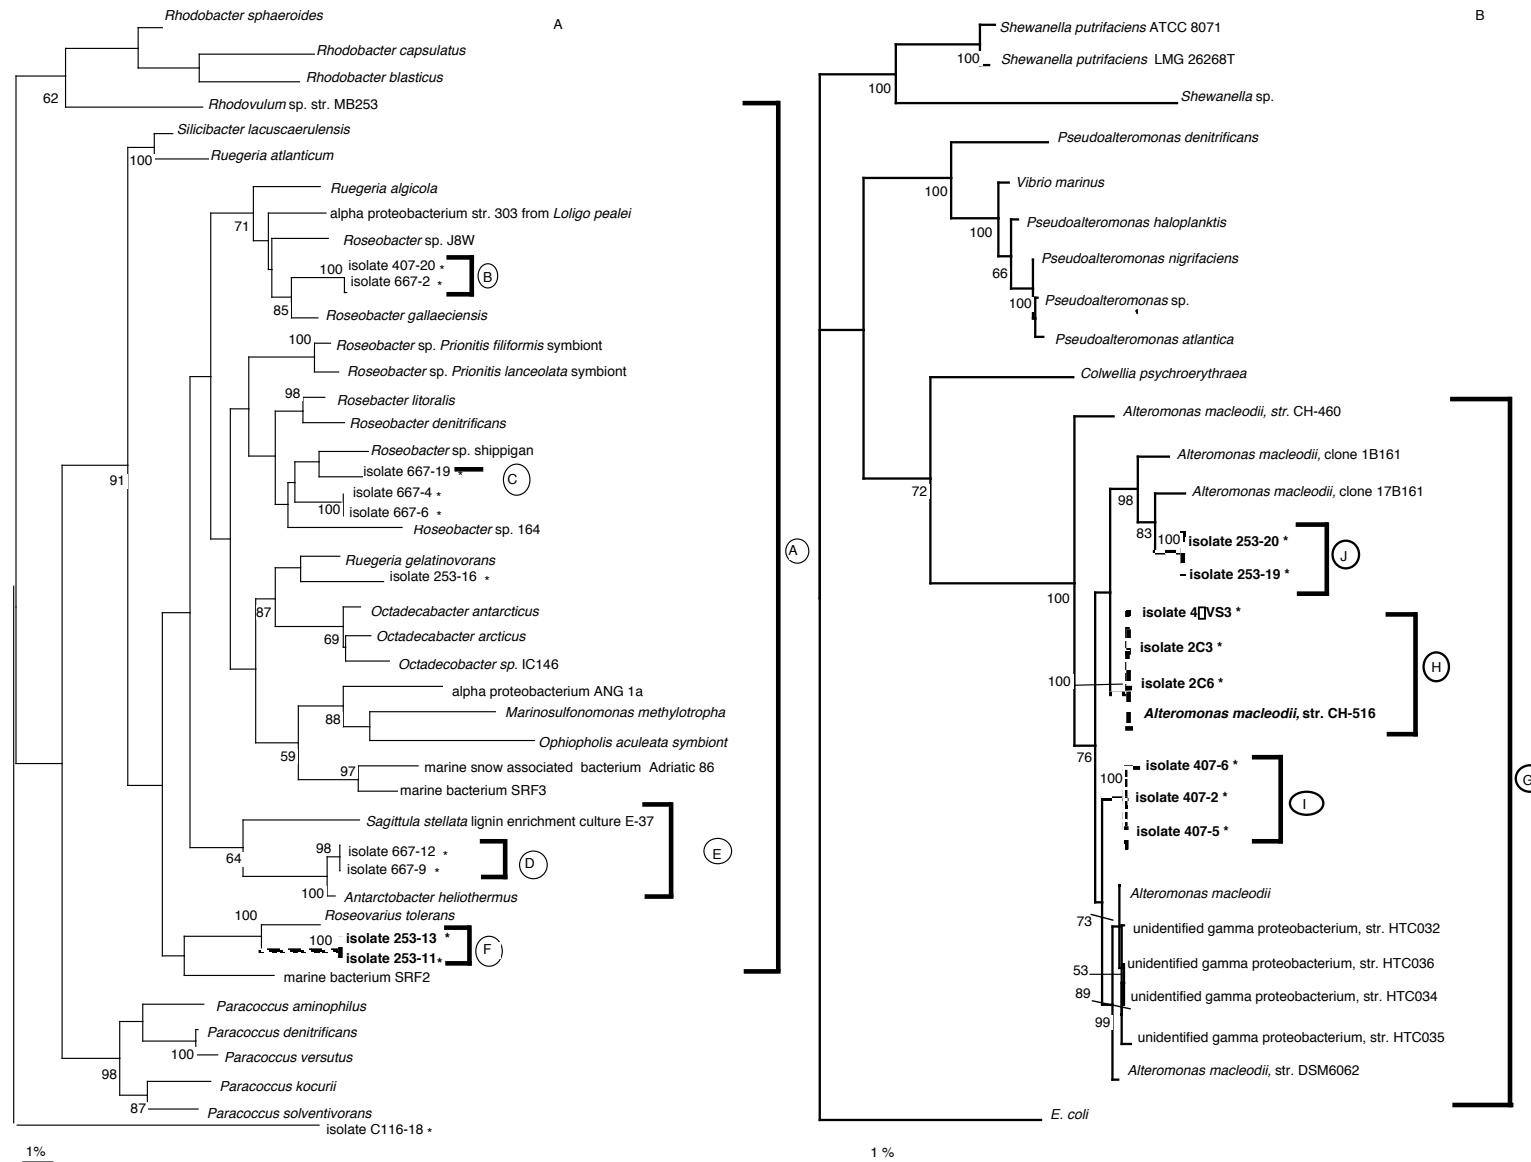 A
Rhodobacter sphaeroides
Rhodobacter capsulatus
Rhodobacter blasticus
62
Rhodovulum sp. str. MB253
Silicibacter lacuscaerulensis
100
Ruegeria atlanticum
Ruegeria algicola
71
alpha proteobacterium str. 303 from Loligo pealei
Roseobacter sp. J8W
100
isolate 407-20 *
isolate 667-2 *
B
85
Roseobacter gallaeciensis
100
Roseobacter sp. Prionitis filiformis symbiont
Roseobacter sp. Prionitis lanceolata symbiont
98
Rosebacter litoralis
Roseobacter denitrificans
Roseobacter sp. shippigan
isolate 667-19 *
C
91
isolate 667-4 *
100
isolate 667-6 *
Roseobacter sp. 164
A
Ruegeria gelatinovorans
isolate 253-16 *
87
Octadecabacter antarcticus
69
Octadecabacter arcticus
Octadecobacter sp. IC146
alpha proteobacterium ANG 1a
88
Marinosulfonomonas methylotropha
Ophiopholis aculeata symbiont
59
97
marine snow associated bacterium Adriatic 86
marine bacterium SRF3
Sagittula stellata lignin enrichment culture E-37
64
98
isolate 667-12 *
isolate 667-9 *
D
E
100
Antarctobacter heliothermus
100
Roseovarius tolerans
100
isolate 253-13 *
isolate 253-11 *
F
marine bacterium SRF2
Paracoccus aminophilus
Paracoccus denitrificans
100
Paracoccus versutus
98
Paracoccus kocurii
87
Paracoccus solventivorans
isolate C116-18 *
1%
B
Shewanella putrifaciens ATCC 8071
100
Shewanella putrifaciens LMG 26268T
100
Shewanella sp.
Pseudoalteromonas denitrificans
100
Vibrio marinus
Pseudoalteromonas haloplanktis
100
Pseudoalteromonas nigrifaciens
66
100
Pseudoalteromonas sp.
Pseudoalteromonas atlantica
Colwellia psychroerythraea
72
Alteromonas macleodii, str. CH-460
Alteromonas macleodii, clone 1B161
98
Alteromonas macleodii, clone 17B161
83
100
isolate 253-20 *
J
isolate 253-19 *
100
isolate 4▯VS3 *
isolate 2C3 *
H
100
isolate 2C6 *
Alteromonas macleodii, str. CH-516
76
isolate 407-6 *
100
isolate 407-2 *
I
isolate 407-5 *
G
Alteromonas macleodii
73
unidentified gamma proteobacterium, str. HTC032
53
unidentified gamma proteobacterium, str. HTC036
89
unidentified gamma proteobacterium, str. HTC034
99
unidentified gamma proteobacterium, str. HTC035
Alteromonas macleodii, str. DSM6062
E. coli
1 %